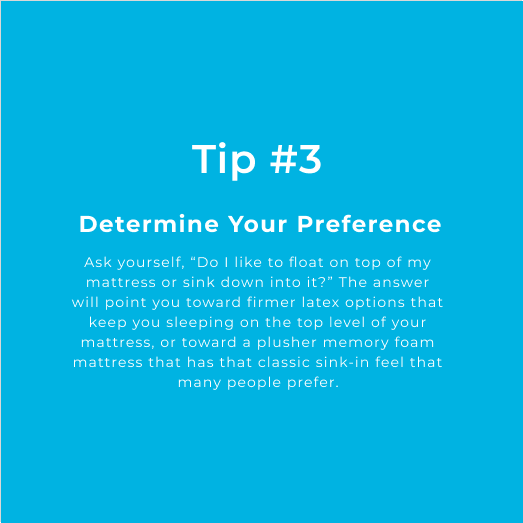 Tip #3
Determine Your Preference
Ask yourself, “Do I like to float on top of my
mattress or sink down into it?” The answer
will point you toward firmer latex options that
keep you sleeping on the top level of your
mattress, or toward a plusher memory foam
mattress that has that classic sink-in feel that
many people prefer.